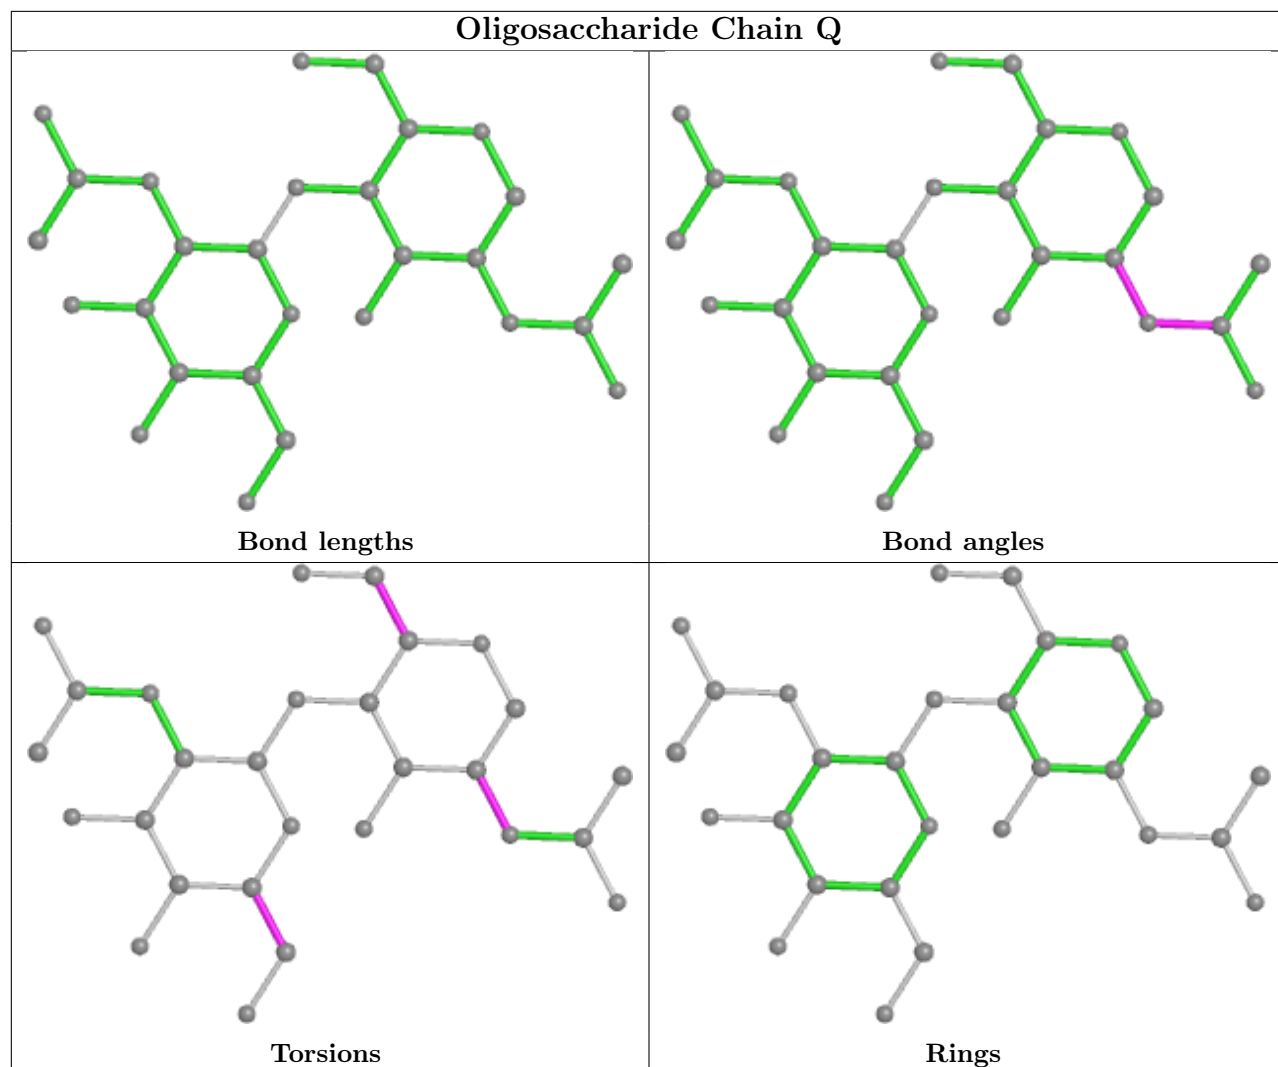 Oligosaccharide Chain Q
Bond lengths
Bond angles
Torsions
Rings